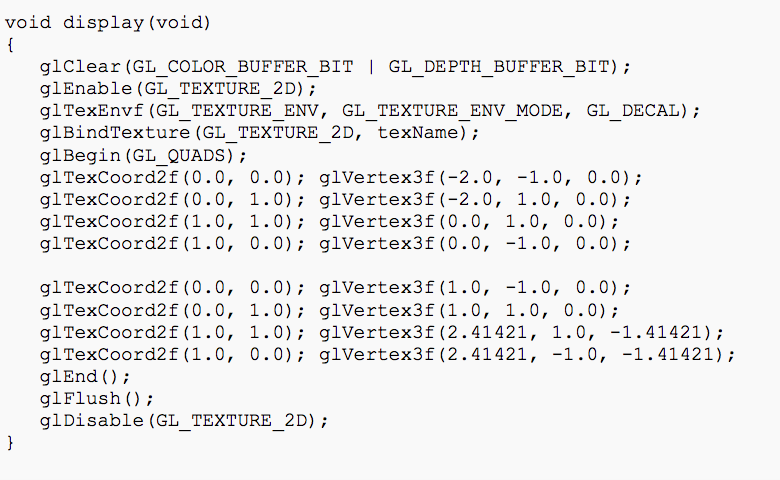 void display(void)
{
glClear(GL_COLOR_BUFFER_BIT | GL_DEPTH_BUFFER_BIT);
glEnable(GL_TEXTURE_2D);
glTexEnvf(GL_TEXTURE_ENV, GL_TEXTURE_ENV_MODE, GL_DECAL);
glBindTexture(GL_TEXTURE_2D, texName);
glBegin(GL_QUADS);
glTexCoord2f(0.0, 0.0); glVertex3f(-2.0, -1.0, 0.0);
glTexCoord2f(0.0, 1.0); glVertex3f(-2.0, 1.0, 0.0);
glTexCoord2f(1.0, 1.0); glVertex3f(0.0, 1.0, 0.0);
glTexCoord2f(1.0, 0.0); glVertex3f(0.0, -1.0, 0.0);
glTexCoord2f(0.0, 0.0); glVertex3f(1.0, -1.0, 0.0);
glTexCoord2f(0.0, 1.0); glVertex3f(1.0, 1.0, 0.0);
glTexCoord2f(1.0, 1.0); glVertex3f(2.41421, 1.0, -1.41421);
glTexCoord2f(1.0, 0.0); glVertex3f(2.41421, -1.0, -1.41421);
glEnd();
glFlush();
glDisable(GL_TEXTURE_2D);
}